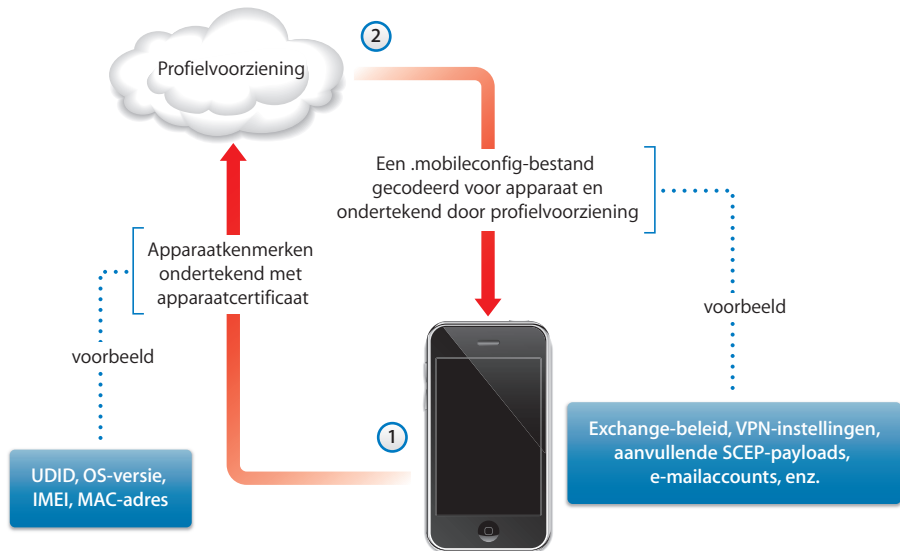 Profielvoorziening
2
Een .mobileconfig-bestand
gecodeerd voor apparaat en
ondertekend door profielvoorziening
Apparaatkenmerken
ondertekend met
apparaatcertificaat
voorbeeld
voorbeeld
1
Exchange-beleid, VPN-instellingen,
aanvullende SCEP-payloads,
e-mailaccounts, enz.
UDID, OS-versie,
IMEI, MAC-adres